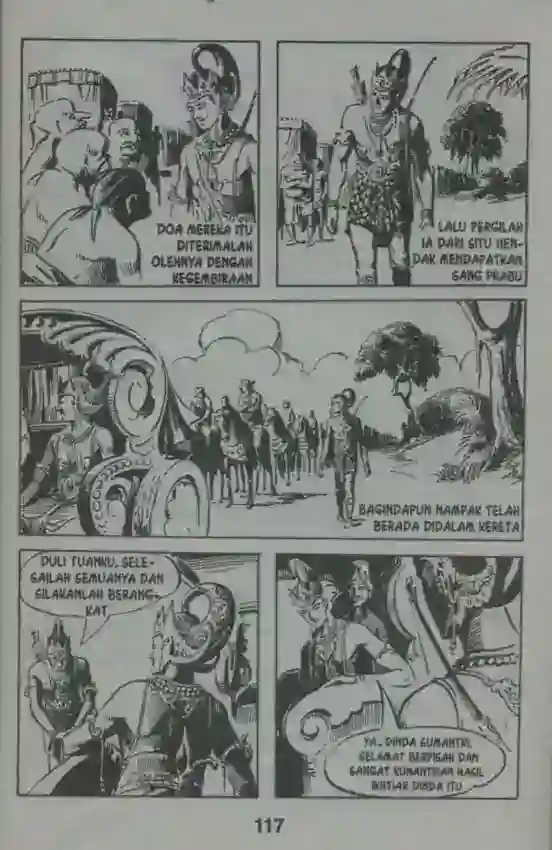 DOA MEREKA ITU
DITERIMALAH
OLEHNYA DENGAN
KEGEMBIRAAN
LALU PERGILAH
IA DARI SITU HEN-
DAK MENDAPATKAN
SANG PRABU
BAGINDAPUN NAMPAK TELAH
BERADA DIDALAM KERETA
DULI TUANKU, SELE-
SAILAH SEMUANYA DAN
SILAKANLAH BERANG-
KAT
YA.. DINDA SUMANTRI,
SELAMAT BERPISAH DAN
SANGAT KUNANTIKAN HASIL
IKHTIAR DINDA ITU
117